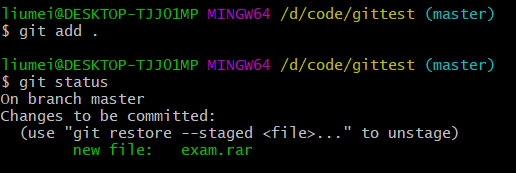 liumei@DESKTOP-TJJO1MP MINGW64 /d/code/gittest (master)
$ git add .
liumei@DESKTOP-TJJO1MP MINGW64 /d/code/gittest (master)
$ git status
On branch master
Changes to be committed:
  (use "git restore --staged <file>..." to unstage)
        new file:   exam.rar